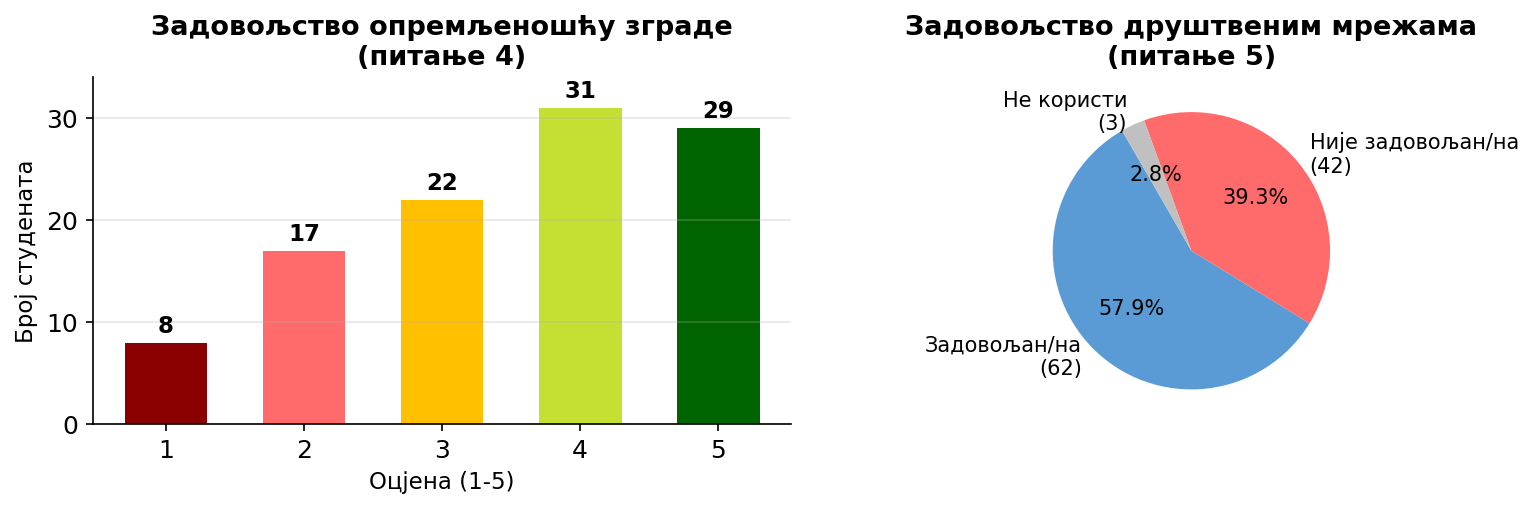 Задовољство опремљеношћу зграде
(питање 4)
Број студената
30
20
10
0
8
17
22
31
29
1
2
3
4
5
Оцјена (1-5)
Задовољство друштвеним мрежама
(питање 5)
Не користи
(3)
Није задовољан/на
(42)
2.8%
39.3%
57.9%
Задовољан/на
(62)